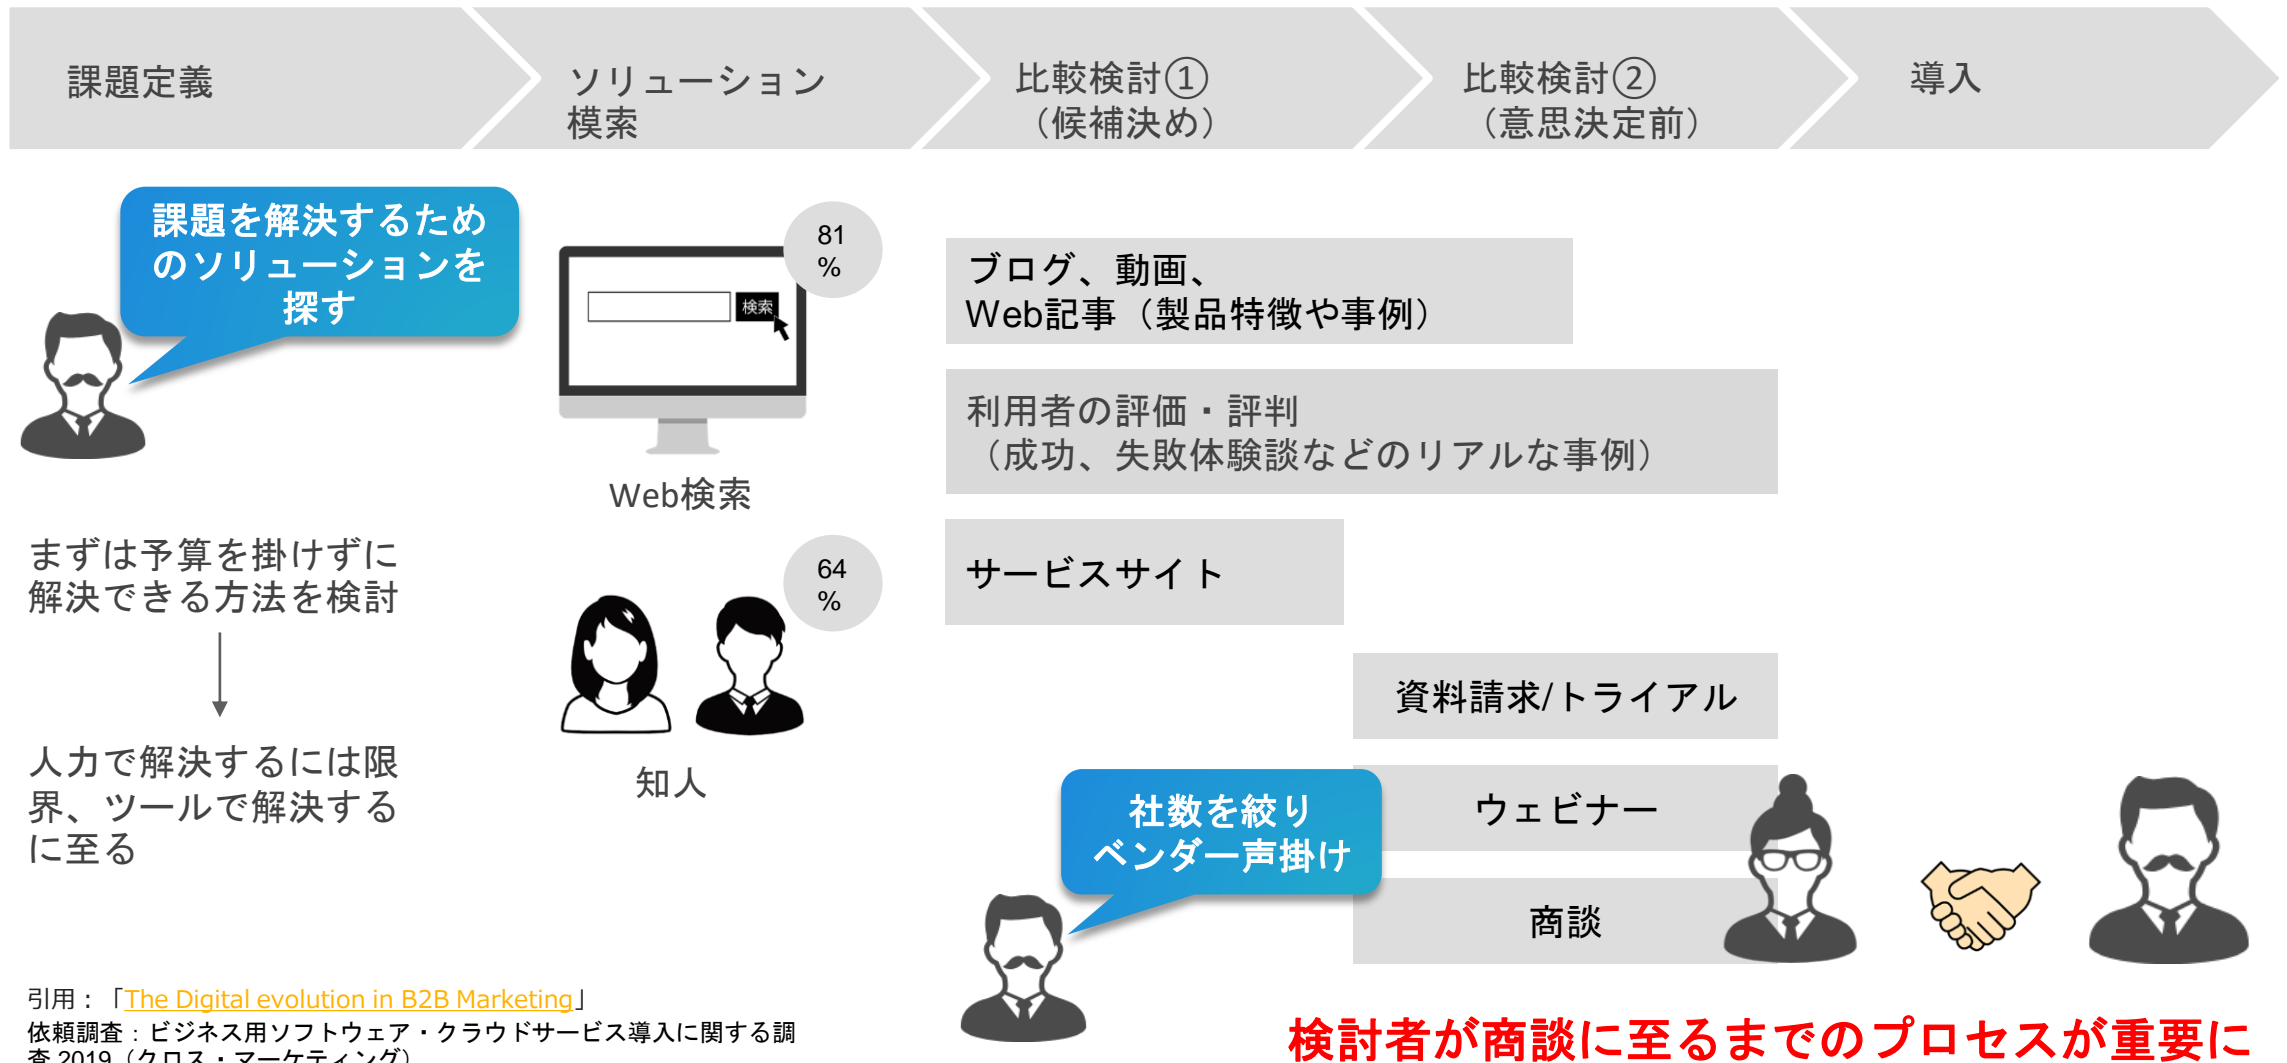 課題定義
ソリューション
模索
比較検討①
（候補決め）
比較検討②
（意思決定前）
導入
課題を解決するため
のソリューションを
探す
まずは予算を掛けずに
解決できる方法を検討
人力で解決するには限
界、ツールで解決する
に至る
81
%
検索
Web検索
64
%
知人
ブログ、動画、
Web記事（製品特徴や事例）
利用者の評価・評判
（成功、失敗体験談などのリアルな事例）
サービスサイト
資料請求/トライアル
ウェビナー
商談
社数を絞り
ベンダー声掛け
引用：「The Digital evolution in B2B Marketing」
依頼調査：ビジネス用ソフトウェア・クラウドサービス導入に関する調
査 2019（クロス・マーケティング）
検討者が商談に至るまでのプロセスが重要に